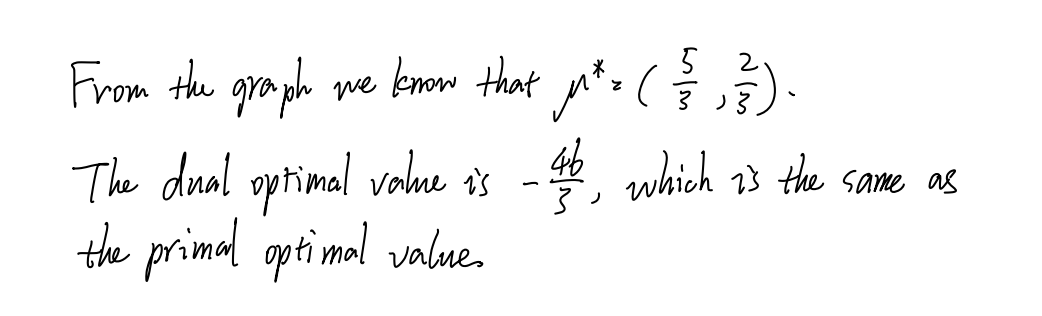 From the graph we know that μ* = (5/3, 2/3).
The dual optimal value is -46/3, which is the same as
the primal optimal value.